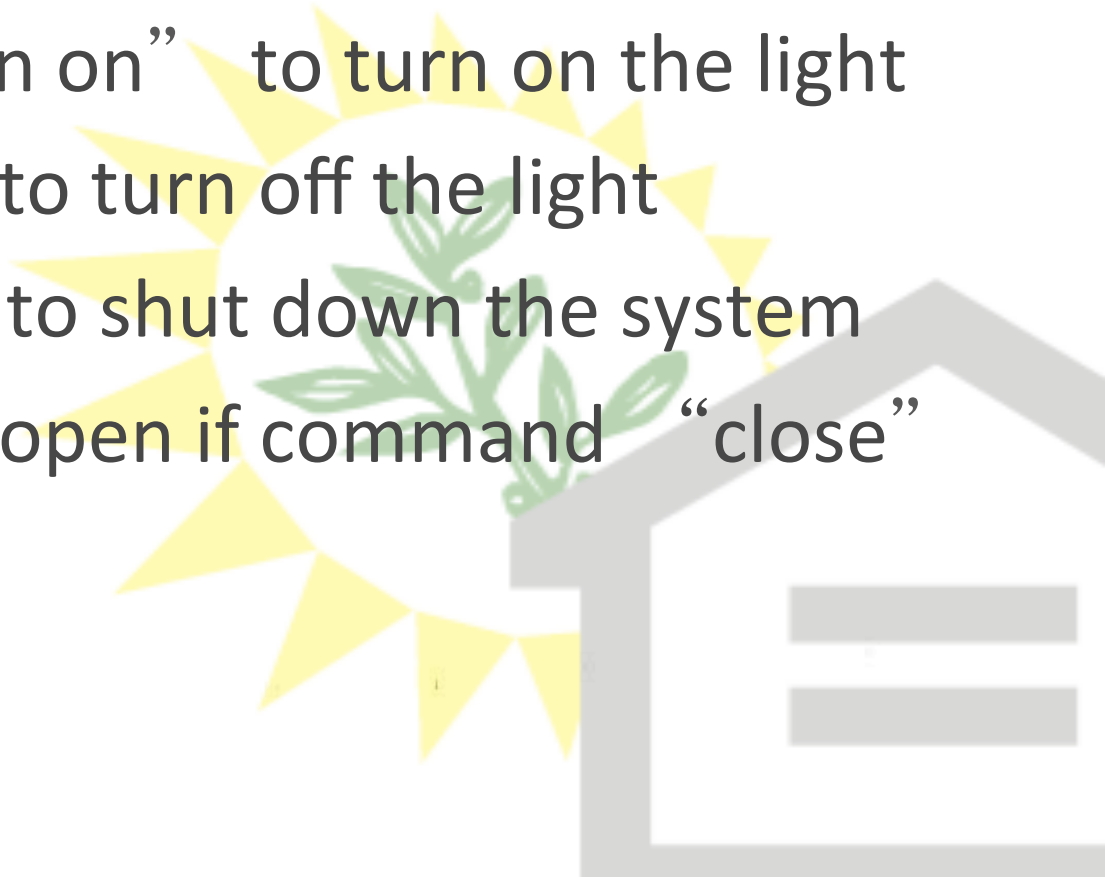 n on” to turn on the light
to turn off the light
to shut down the system
open if command “close”